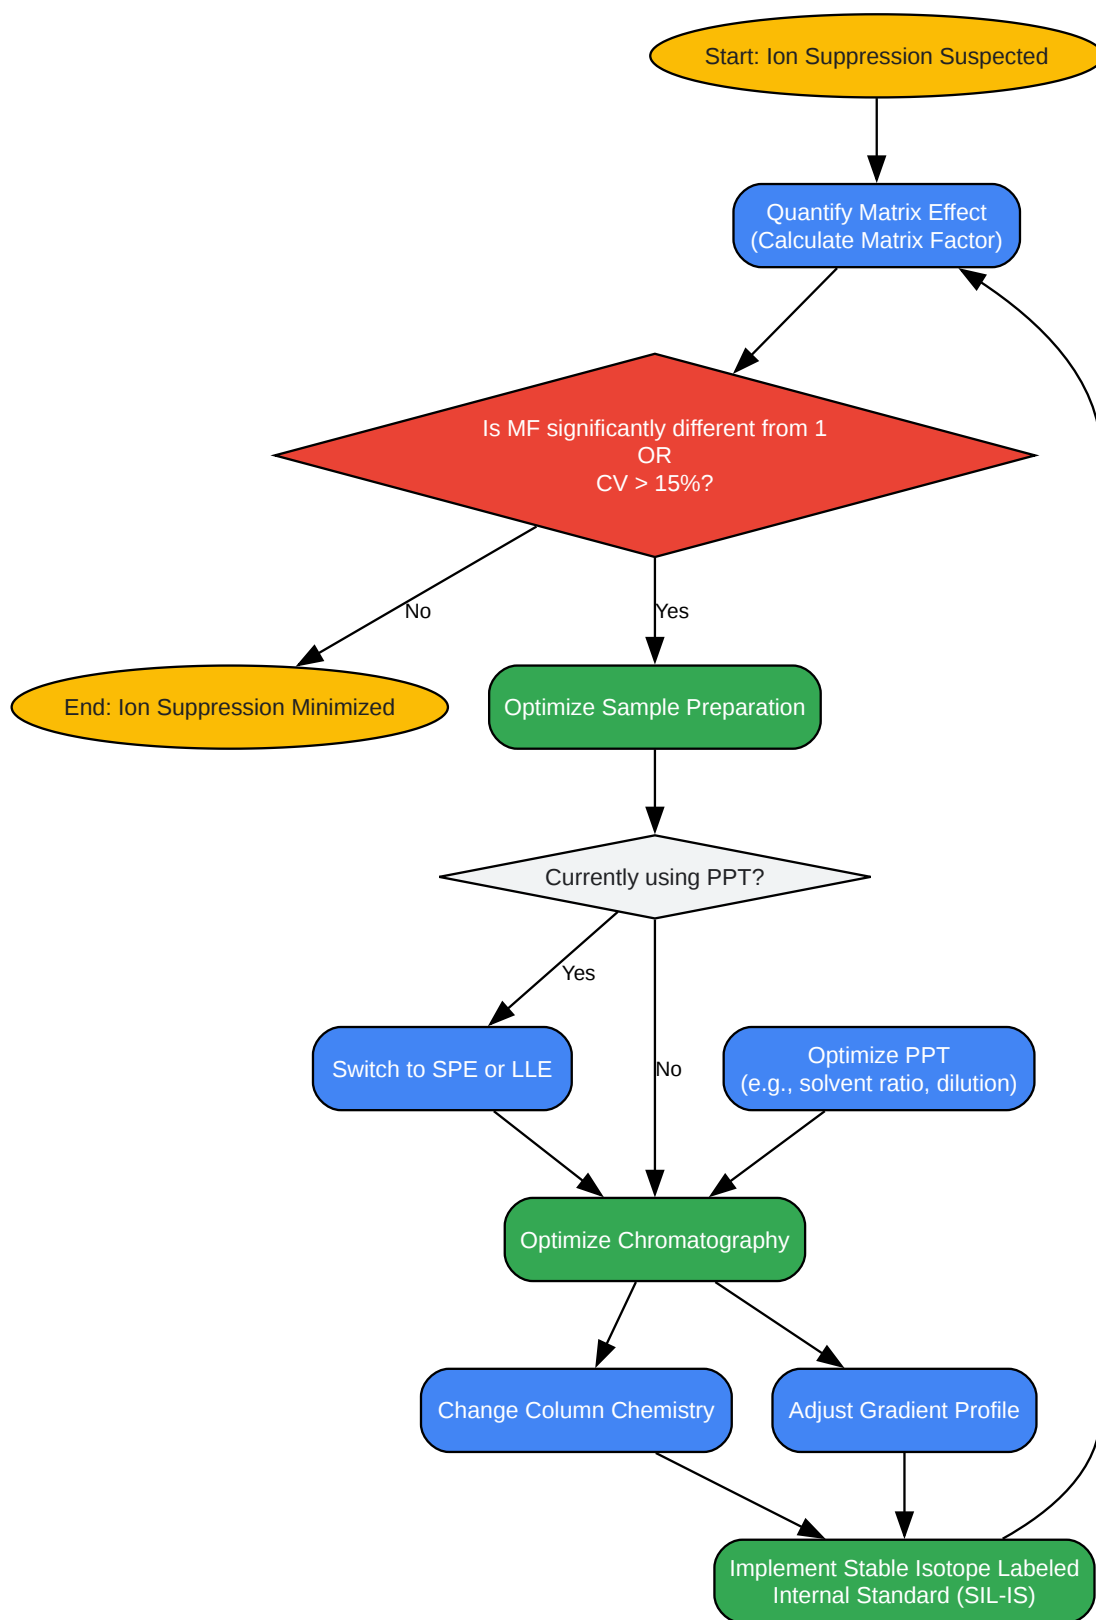 Start: Ion Suppression Suspected
Quantify Matrix Effect
(Calculate Matrix Factor)
Is MF significantly different from 1
OR
CV > 15%?
No
Yes
End: Ion Suppression Minimized
Optimize Sample Preparation
Currently using PPT?
Yes
Switch to SPE or LLE
No
Optimize PPT
(e.g., solvent ratio, dilution)
Optimize Chromatography
Change Column Chemistry
Adjust Gradient Profile
Implement Stable Isotope Labeled
Internal Standard (SIL-IS)